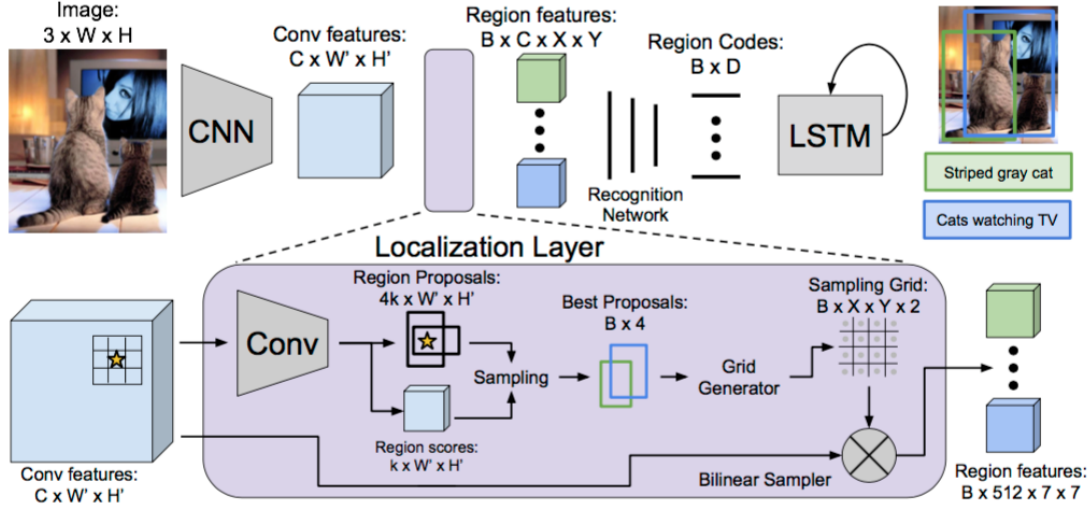 Image:
3 x W x H
CNN
Conv features:
C x W' x H'
Region features:
B x C x X x Y
Recognition
Network
Region Codes:
B x D
LSTM
Striped gray cat
Cats watching TV
Localization Layer
Conv features:
C x W' x H'
Conv
Region Proposals:
4k x W' x H'
Region scores:
k x W' x H'
Sampling
Best Proposals:
B x 4
Grid
Generator
Sampling Grid:
B x X x Y x 2
Bilinear Sampler
Region features:
B x 512 x 7 x 7